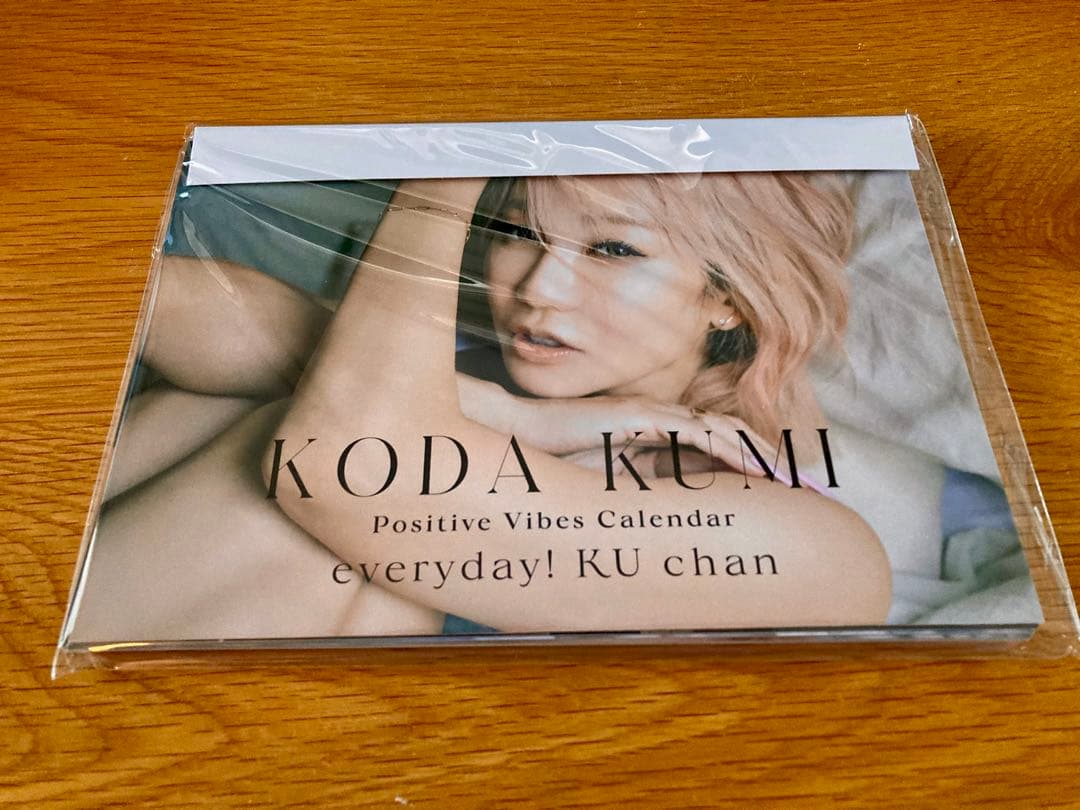 KODA KUMI
Positive Vibes Calendar
everyday! KU chan